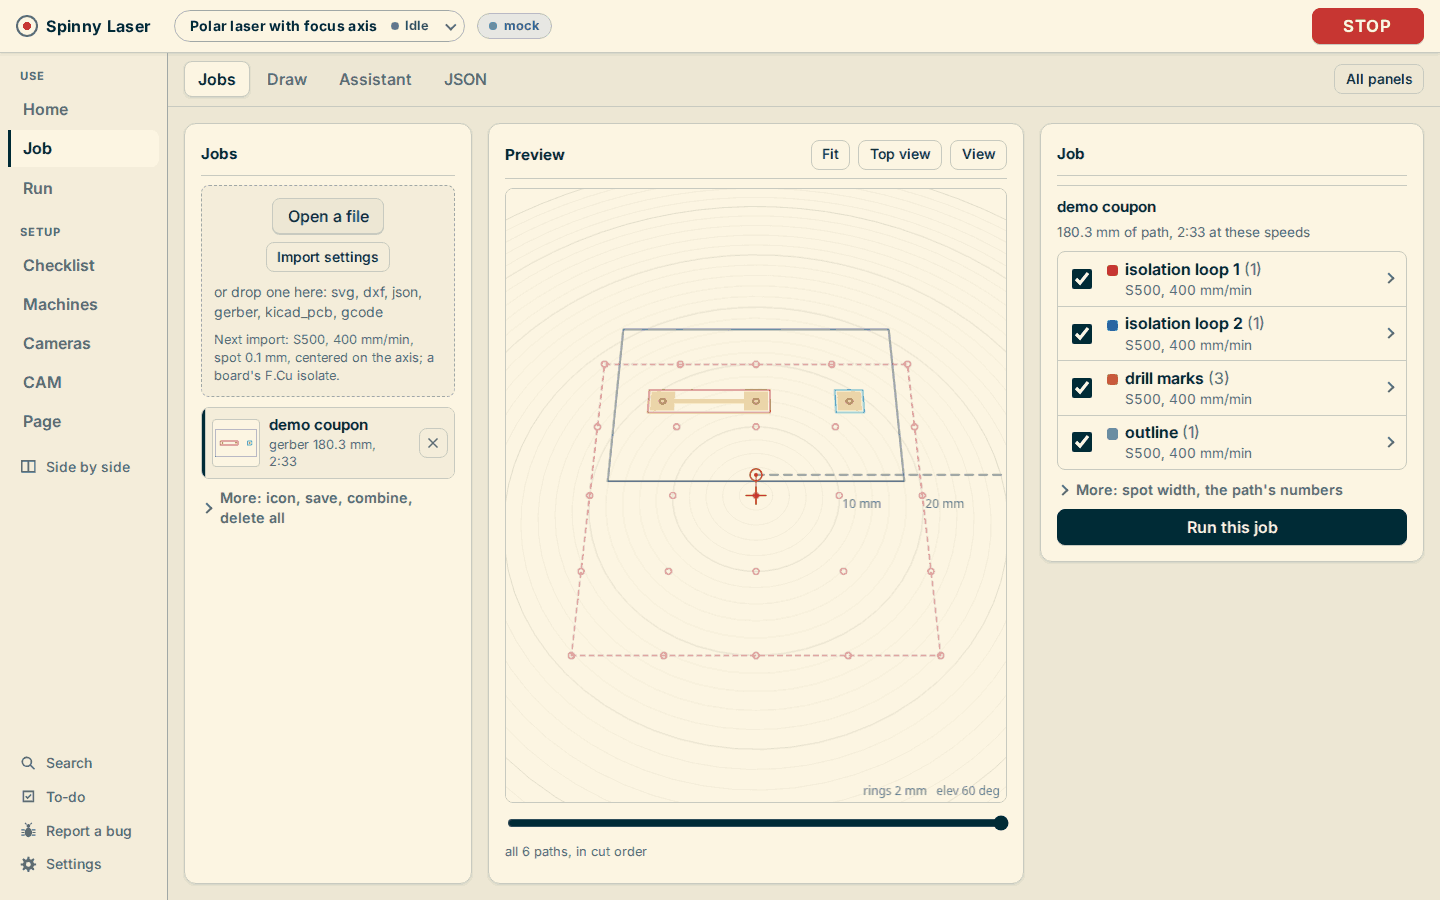 Spinny Laser
Polar laser with focus axis
Idle
mock
STOP
USE
Home
Job
Run
SETUP
Checklist
Machines
Cameras
CAM
Page
Side by side
Search
To-do
Report a bug
Settings
Jobs
Draw
Assistant
JSON
All panels
Jobs
Open a file
Import settings
or drop one here: svg, dxf, json,
gerber, kicad_pcb, gcode
Next import: S500, 400 mm/min,
spot 0.1 mm, centered on the axis; a
board's F.Cu isolate.
demo coupon
gerber 180.3 mm,
2:33
More: icon, save, combine,
delete all
Preview
Fit
Top view
View
10 mm
20 mm
rings 2 mm elev 60 deg
all 6 paths, in cut order
Job
demo coupon
180.3 mm of path, 2:33 at these speeds
isolation loop 1 (1)
S500, 400 mm/min
isolation loop 2 (1)
S500, 400 mm/min
drill marks (3)
S500, 400 mm/min
outline (1)
S500, 400 mm/min
More: spot width, the path's numbers
Run this job